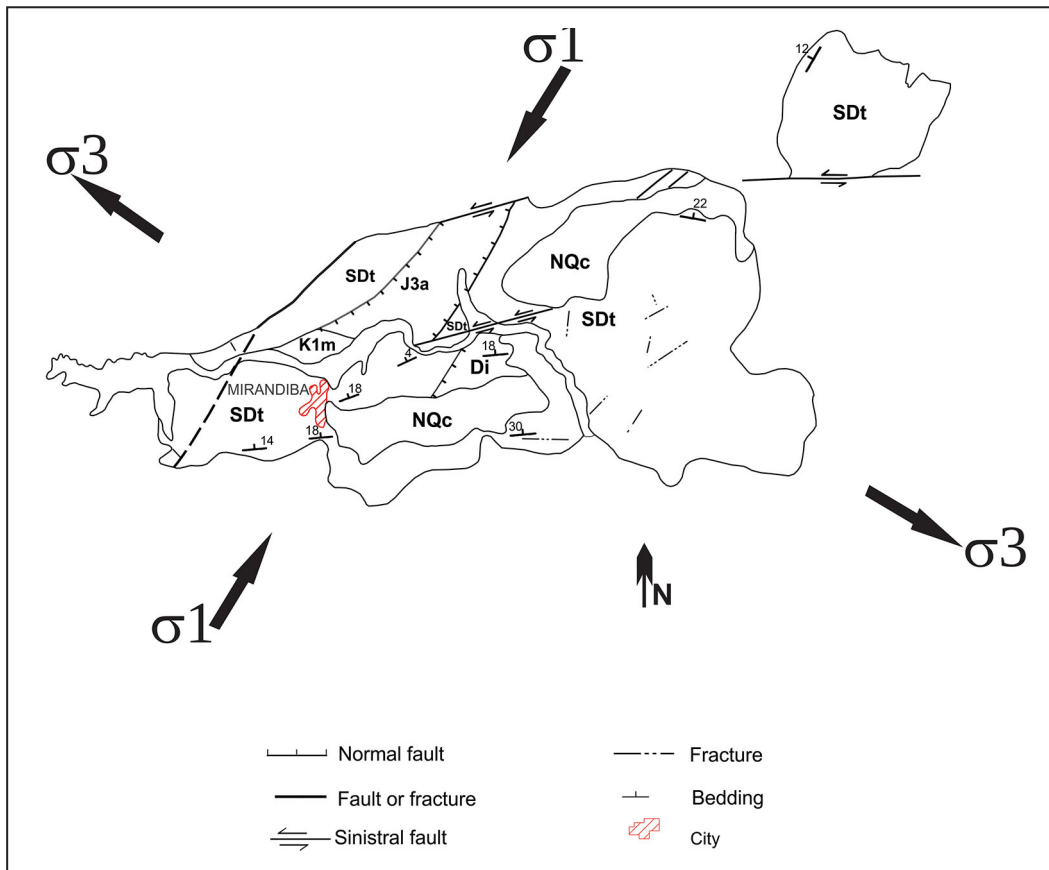 σ1
12
SDt
σ3
22
NQc
SDt
J3a
SDt
SDt
K1m
4
18
Di
MIRANDIBA
18
SDt
NQc
18
30
14
σ3
N
σ1
Normal fault
Fracture
Fault or fracture
Bedding
Sinistral fault
City